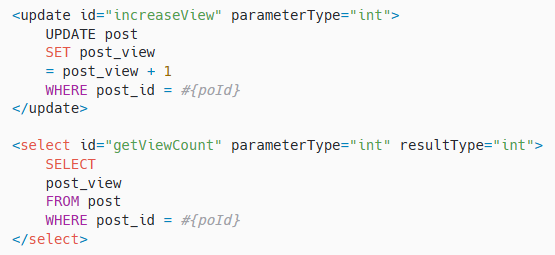 <update id="increaseView" parameterType="int">
    UPDATE post
    SET post_view
    = post_view + 1
    WHERE post_id = #{poId}
</update>

<select id="getViewCount" parameterType="int" resultType="int">
    SELECT
    post_view
    FROM post
    WHERE post_id = #{poId}
</select>